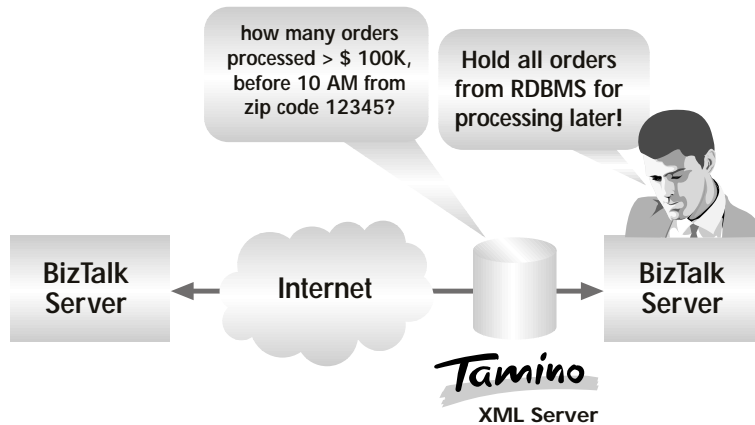 how many orders
processed > $ 100K,
before 10 AM from
zip code 12345?
Hold all orders
from RDBMS for
processing later!
BizTalk
Server
Internet
BizTalk
Server
Tamino
XML Server